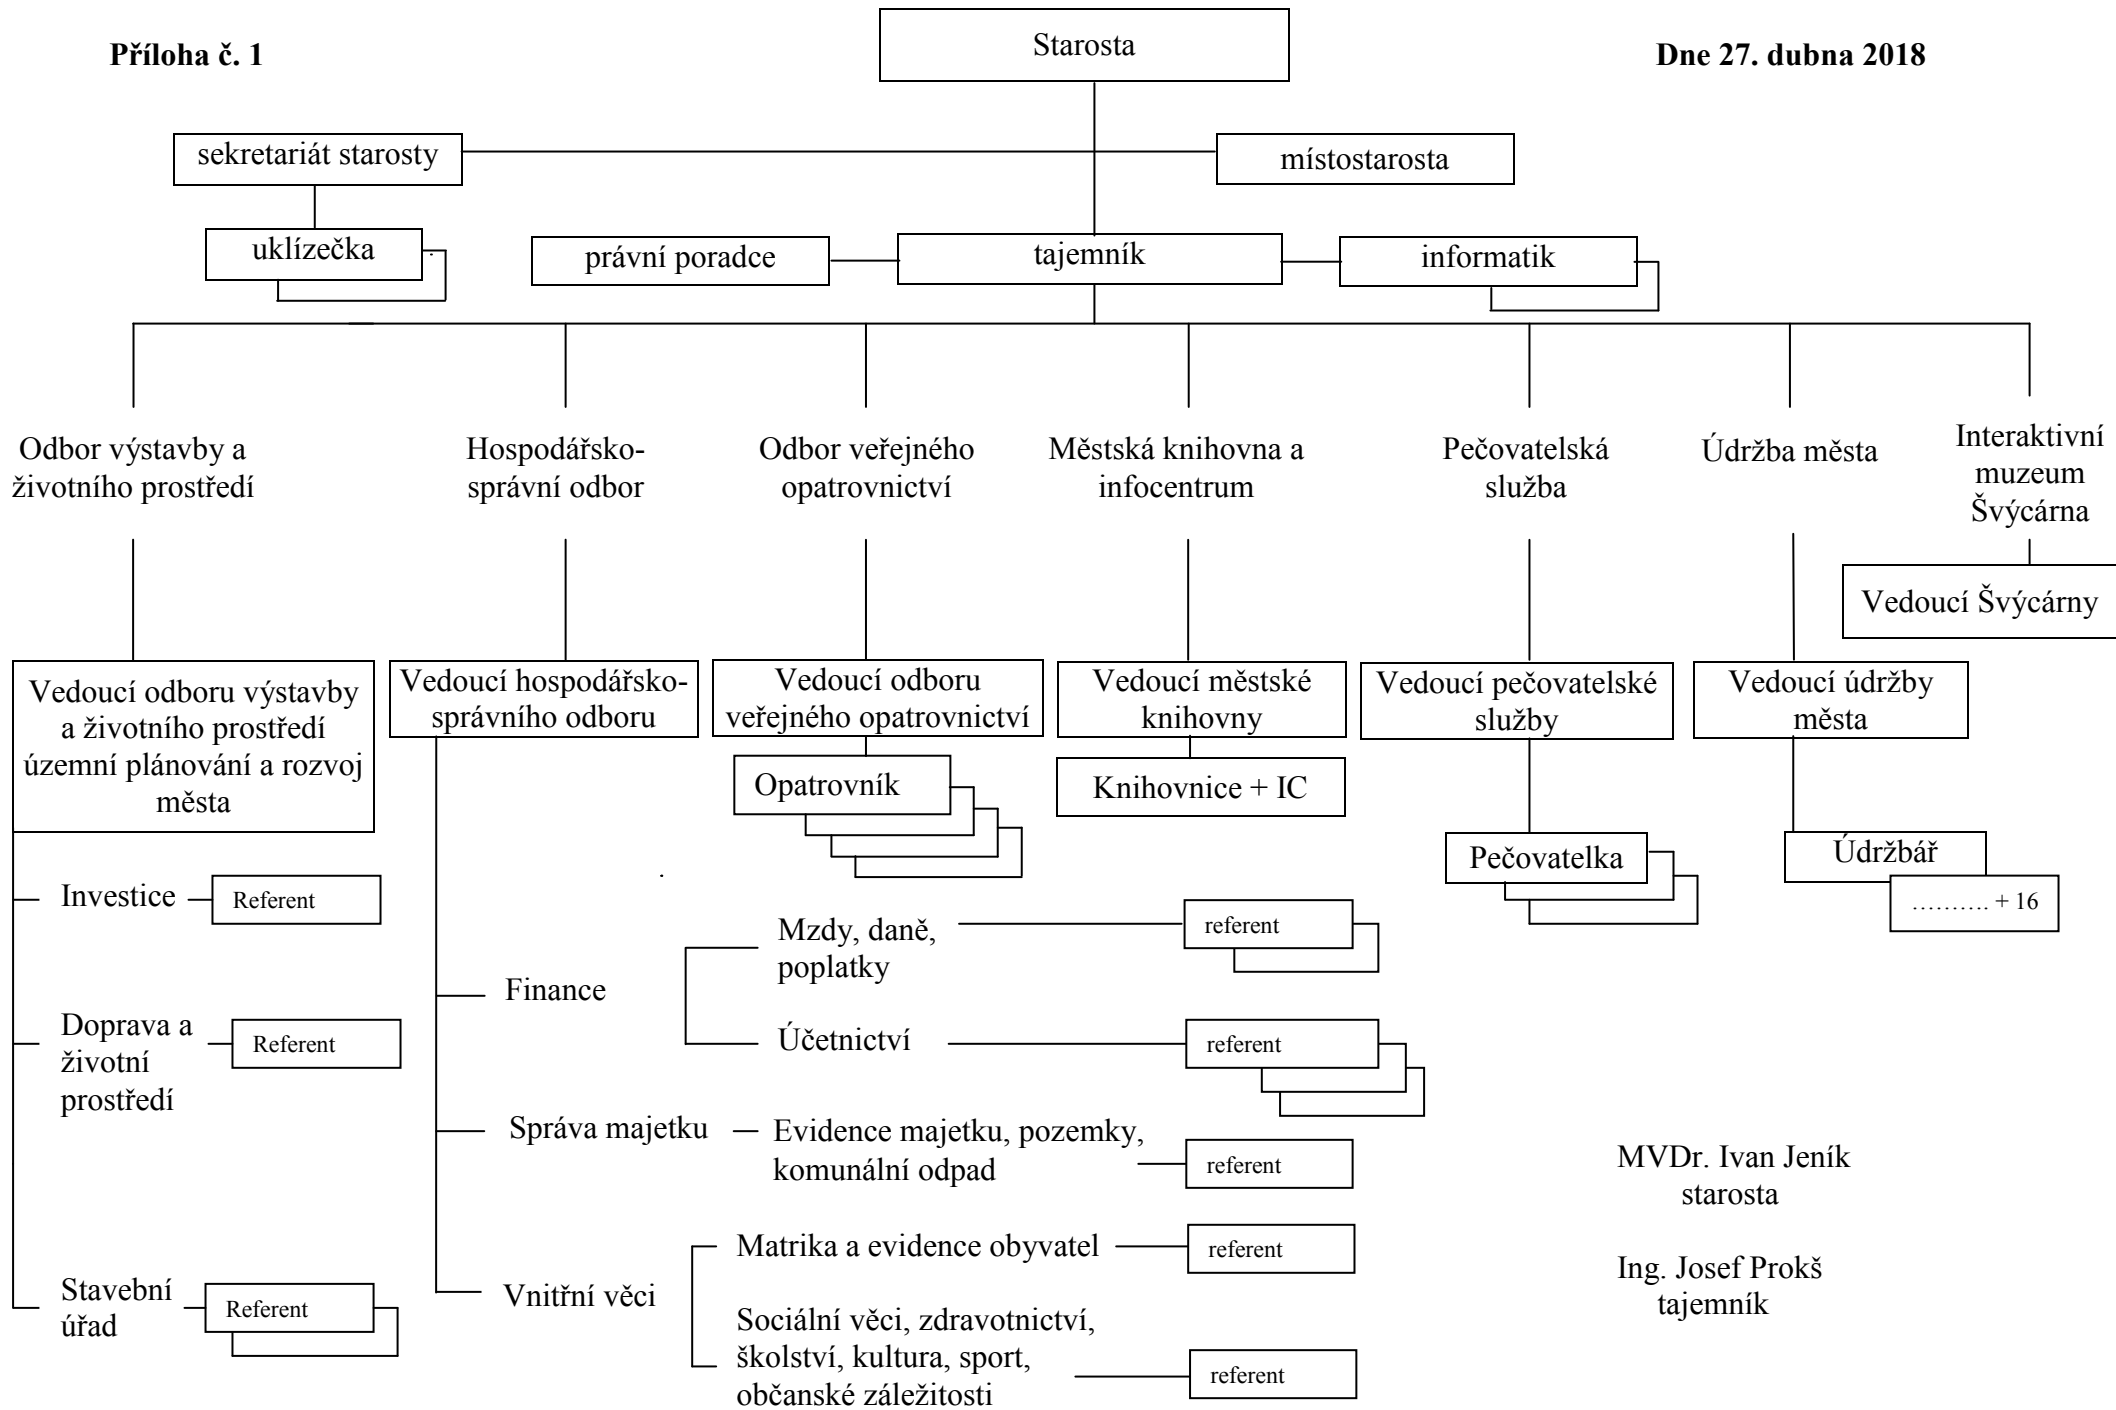 Příloha č. 1
Starosta
Dne 27. dubna 2018
sekretariát starosty
místostarosta
uklízečka
právní poradce
tajemník
informatik
Odbor výstavby a
životního prostředí
Hospodářsko-
správní odbor
Odbor veřejného
opatrovnictví
Městská knihovna a
infocentrum
Pečovatelská
služba
Údržba města
Interaktivní
muzeum
Švýcárna
Vedoucí Švýcárny
Vedoucí odboru výstavby
a životního prostředí
územní plánování a rozvoj
města
Vedoucí hospodářsko-
správního odboru
Vedoucí odboru
veřejného opatrovnictví
Vedoucí městské
knihovny
Vedoucí pečovatelské
služby
Vedoucí údržby
města
Opatrovník
Knihovnice + IC
Pečovatelka
Údržbář
………. + 16
Investice
Referent
Doprava a
životní
prostředí
Referent
Stavební
úřad
Referent
Finance
Mzdy, daně,
poplatky
referent
Účetnictví
referent
Správa majetku
Evidence majetku, pozemky,
komunální odpad
referent
Vnitřní věci
Matrika a evidence obyvatel
referent
Sociální věci, zdravotnictví,
školství, kultura, sport,
občanské záležitosti
referent
MVDr. Ivan Jeník
starosta
Ing. Josef Prokš
tajemník